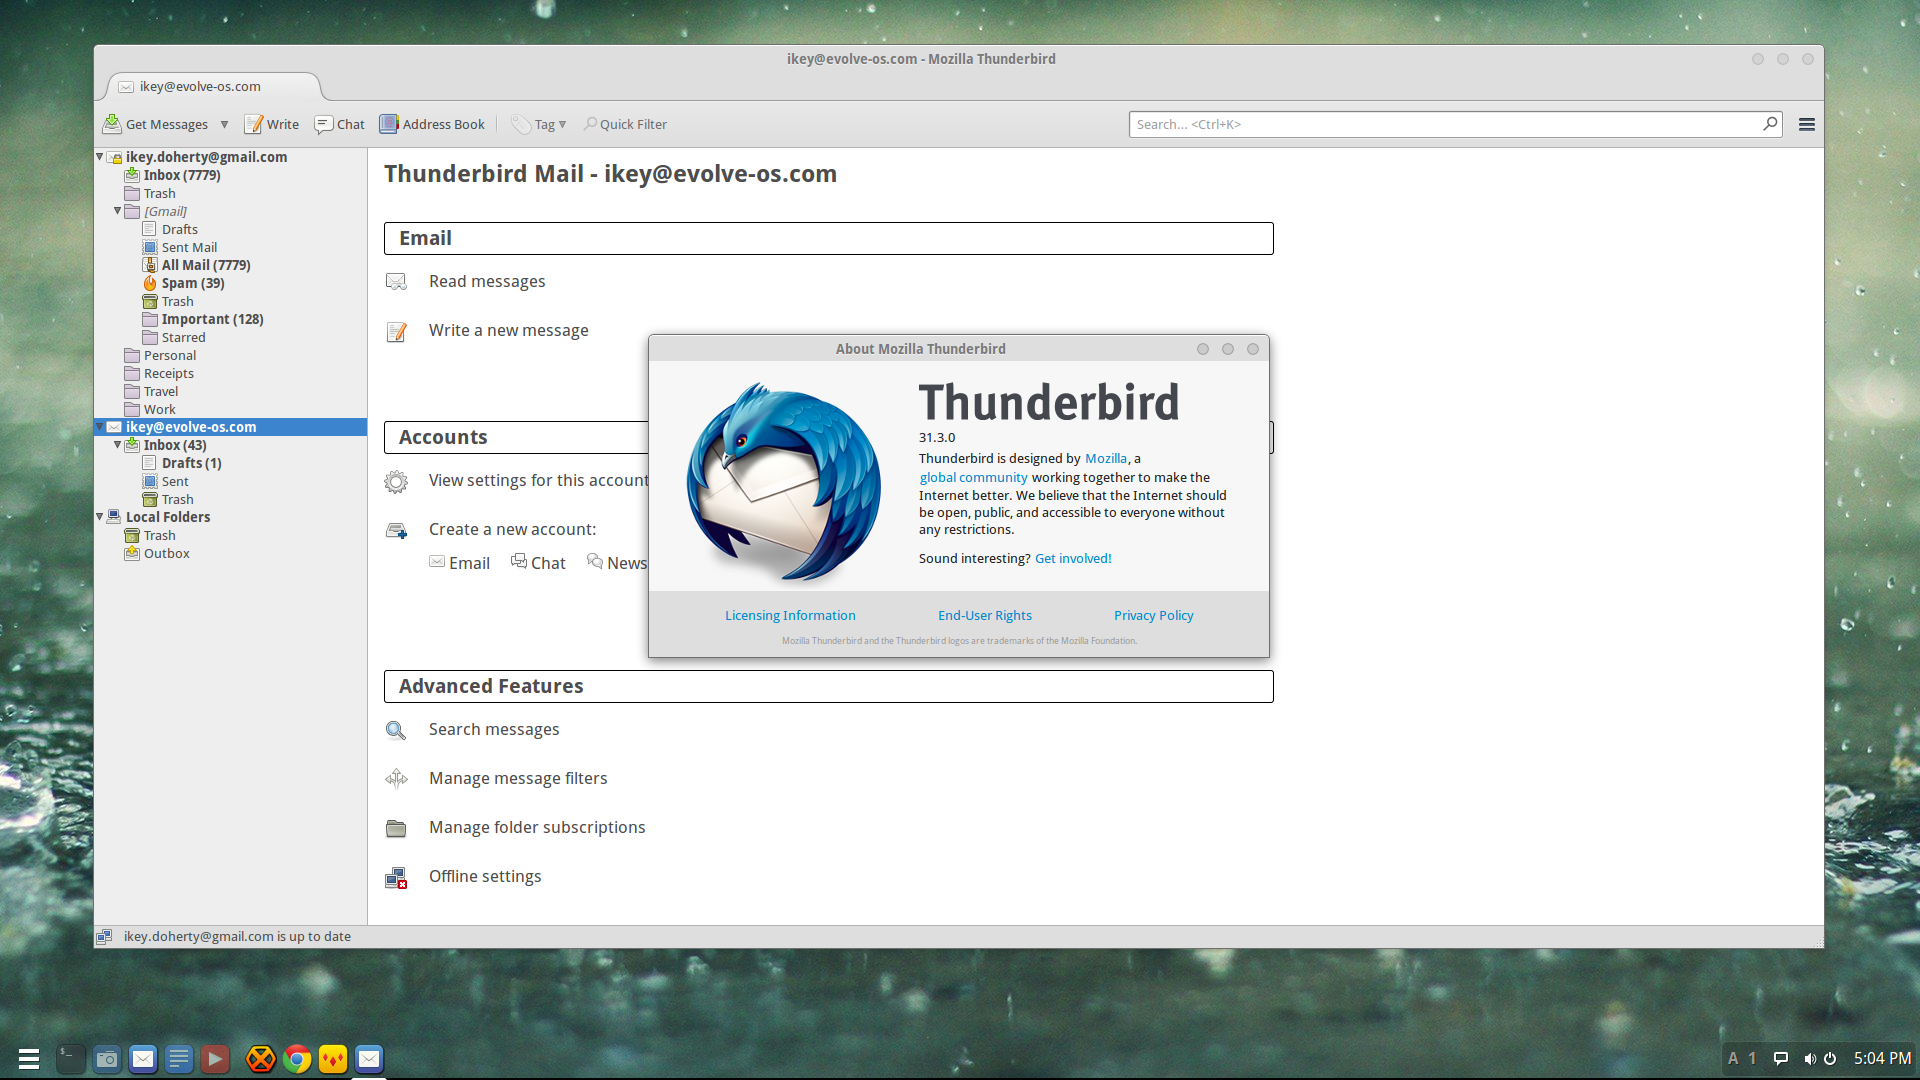 ikey@evolve-os.com - Mozilla Thunderbird
ikey@evolve-os.com
Get Messages Write Chat Address Book Tag Quick Filter Search... <Ctrl+K>
ikey.doherty@gmail.com
Inbox (7779)
Trash
[Gmail]
Drafts
Sent Mail
All Mail (7779)
Spam (39)
Trash
Important (128)
Starred
Personal
Receipts
Travel
Work
ikey@evolve-os.com
Inbox (43)
Drafts (1)
Sent
Trash
Local Folders
Trash
Outbox
Thunderbird Mail - ikey@evolve-os.com
Email
Read messages
Write a new message
Accounts
View settings for this account
Create a new account:
Email Chat News
Advanced Features
Search messages
Manage message filters
Manage folder subscriptions
Offline settings
About Mozilla Thunderbird
Thunderbird
31.3.0
Thunderbird is designed by Mozilla, a
global community working together to make the
Internet better. We believe that the Internet should
be open, public, and accessible to everyone without
any restrictions.
Sound interesting? Get involved!
Licensing Information End-User Rights Privacy Policy
Mozilla Thunderbird and the Thunderbird logos are trademarks of the Mozilla Foundation.
ikey.doherty@gmail.com is up to date
A 1 5:04 PM